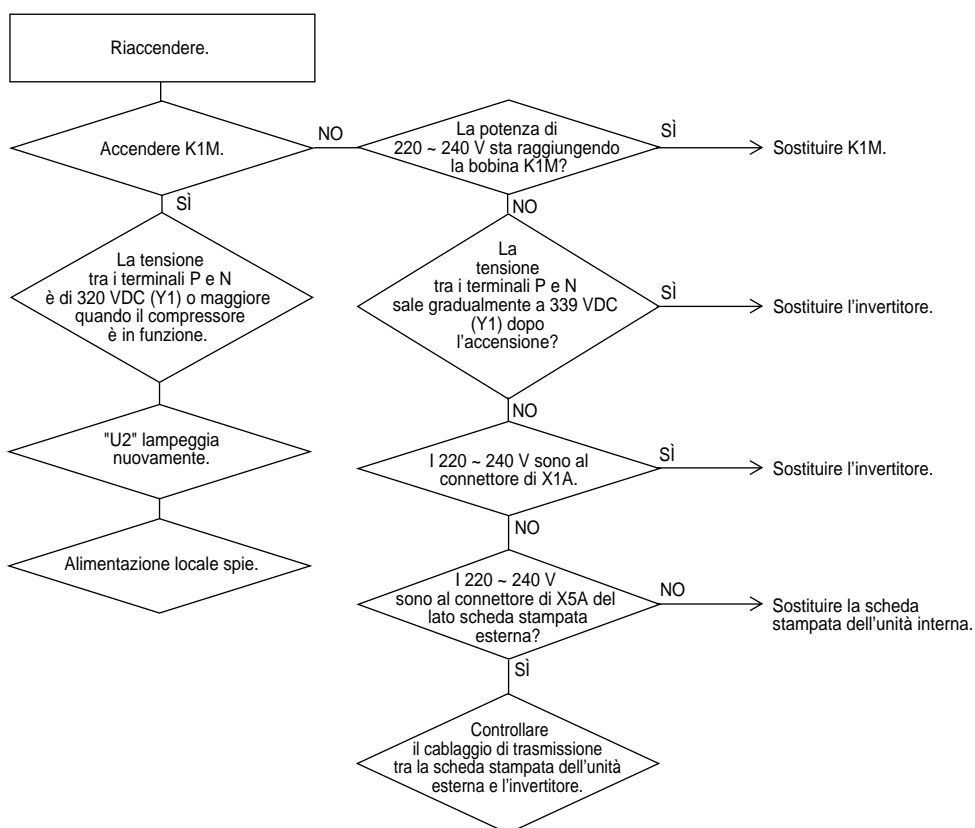 Riaccendere.
Accendere K1M.
NO
La potenza di
220 ~ 240 V sta raggiungendo
la bobina K1M?
SÌ
Sostituire K1M.
SÌ
NO
La tensione
tra i terminali P e N
è di 320 VDC (Y1) o maggiore
quando il compressore
è in funzione.
La
tensione
tra i terminali P e N
sale gradualmente a 339 VDC
(Y1) dopo
l'accensione?
SÌ
Sostituire l'invertitore.
NO
"U2" lampeggia
nuovamente.
I 220 ~ 240 V sono al
connettore di X1A.
SÌ
Sostituire l'invertitore.
NO
Alimentazione locale spie.
I 220 ~ 240 V
sono al connettore di X5A del
lato scheda stampata
esterna?
NO
Sostituire la scheda
stampata dell'unità interna.
SÌ
Controllare
il cablaggio di trasmissione
tra la scheda stampata dell'unità
esterna e l'invertitore.